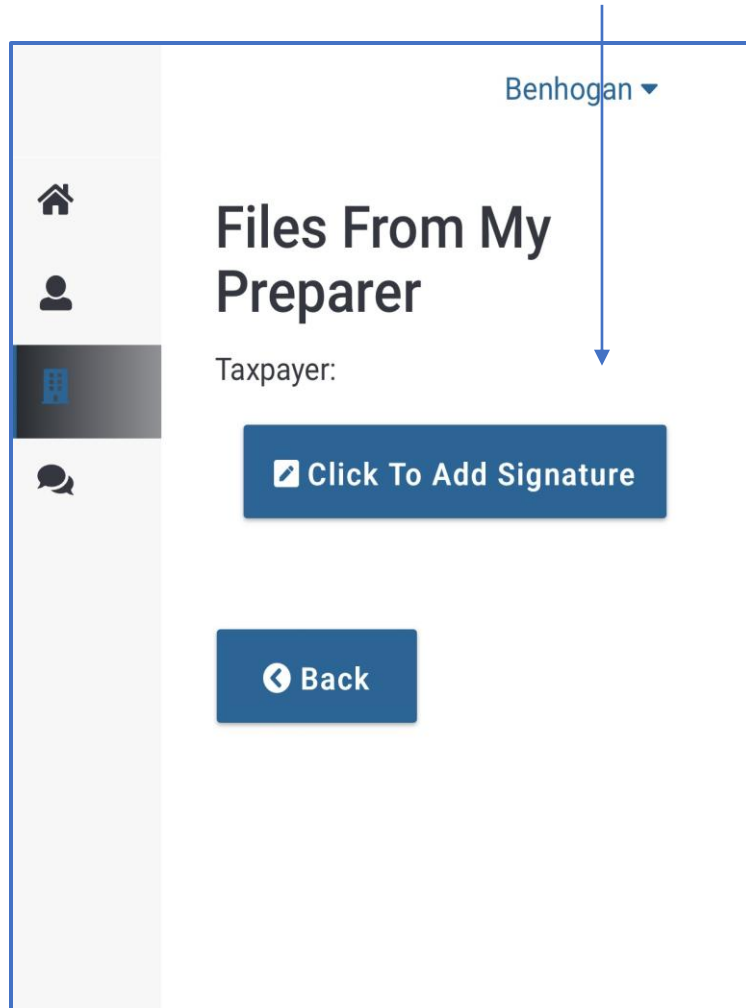 Benhogan
Files From My
Preparer
Taxpayer:
Click To Add Signature
Back